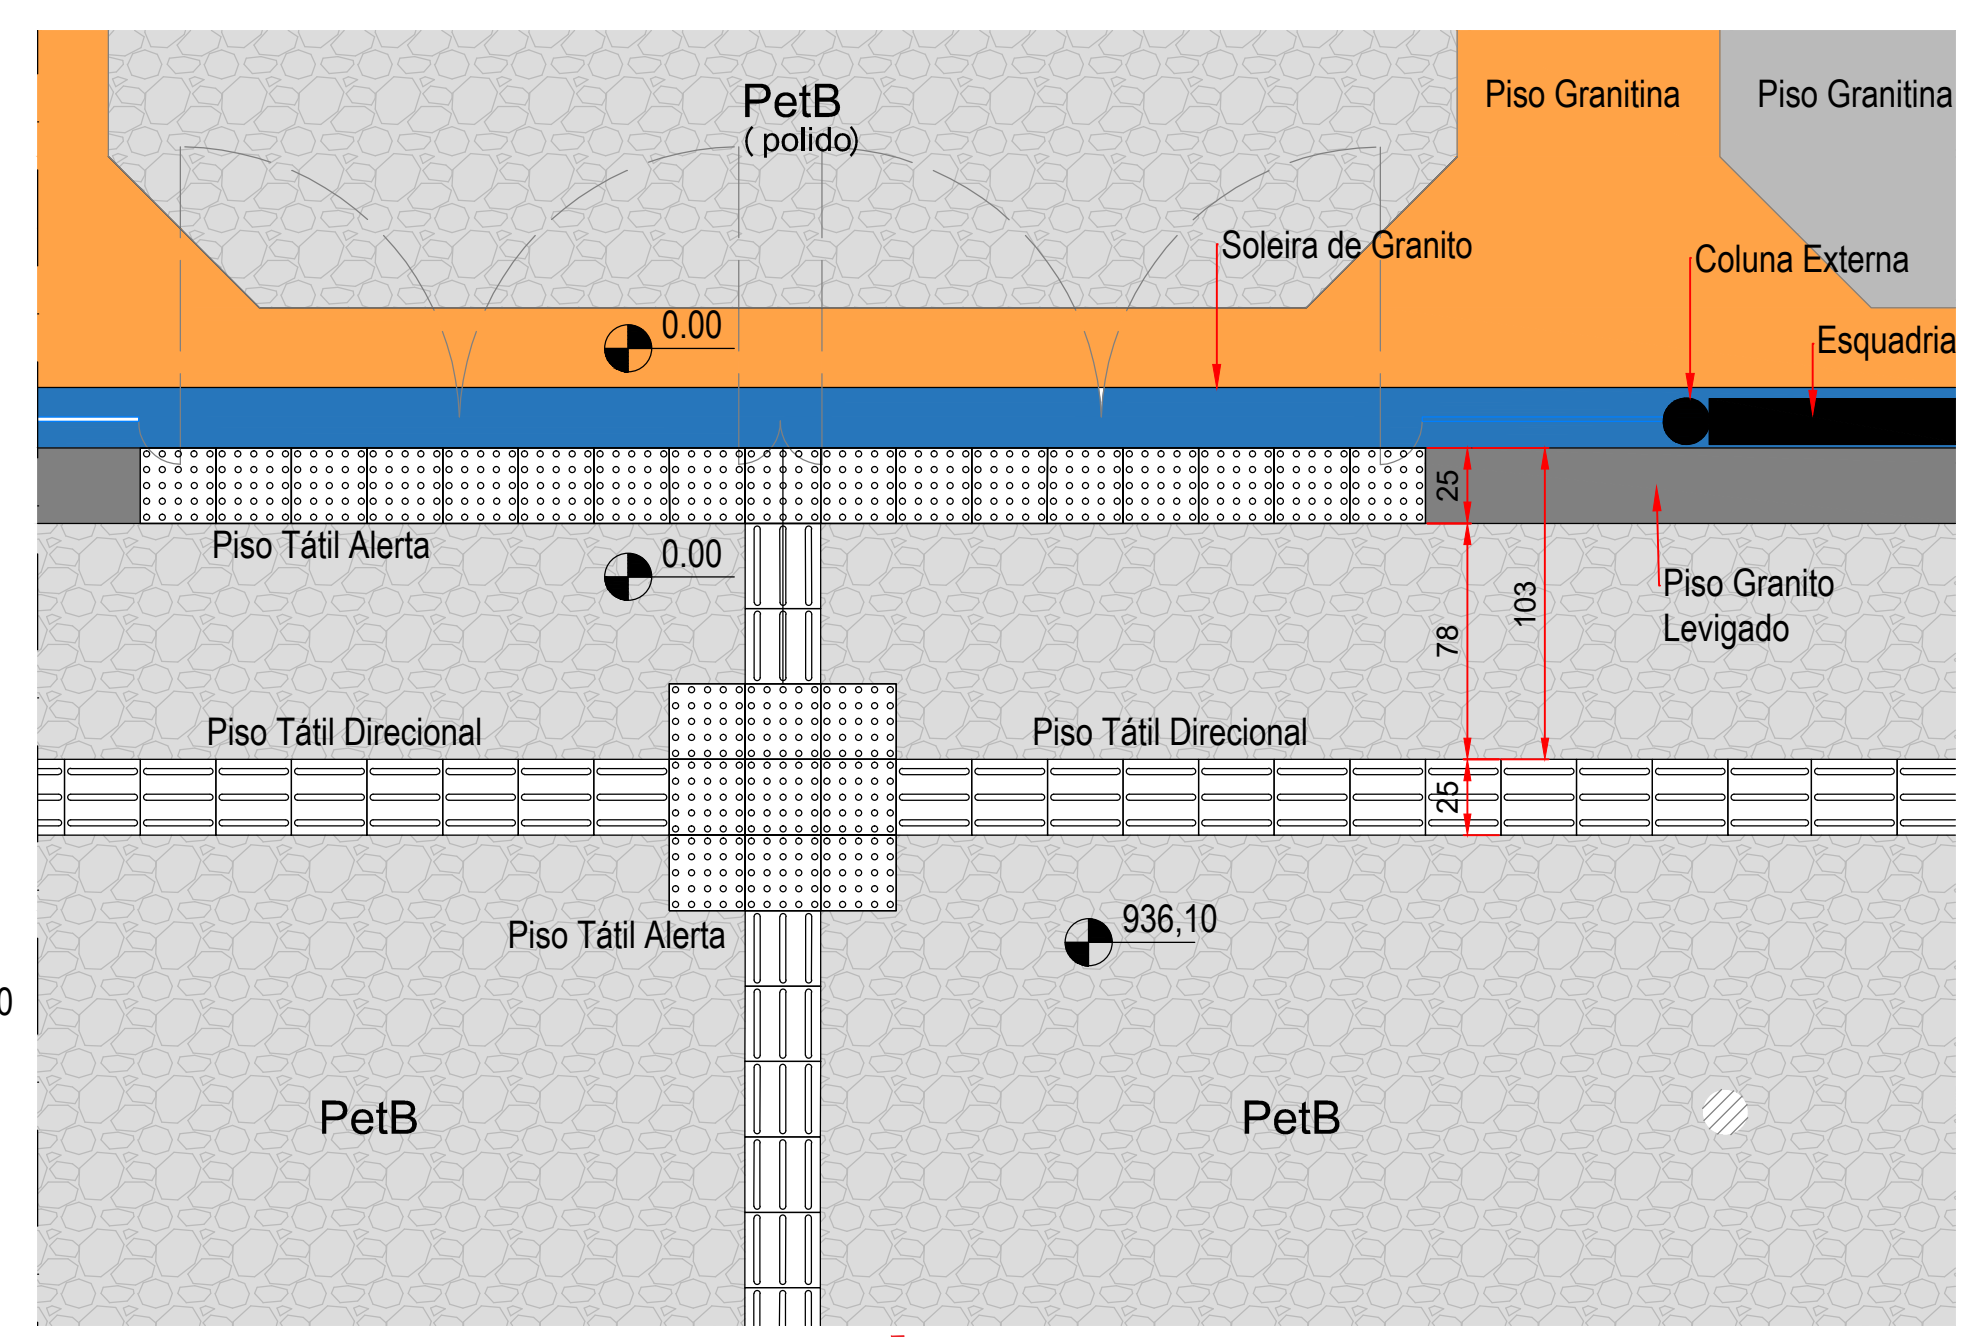 PetB
( polido)
Piso Granitina
Piso Granitina
Soleira de Granito
Coluna Externa
Esquadria
0.00
25
Piso Tátil Alerta
0.00
103
78
Piso Granito
Levigado
Piso Tátil Direcional
Piso Tátil Direcional
25
Piso Tátil Alerta
936,10
0
PetB
PetB